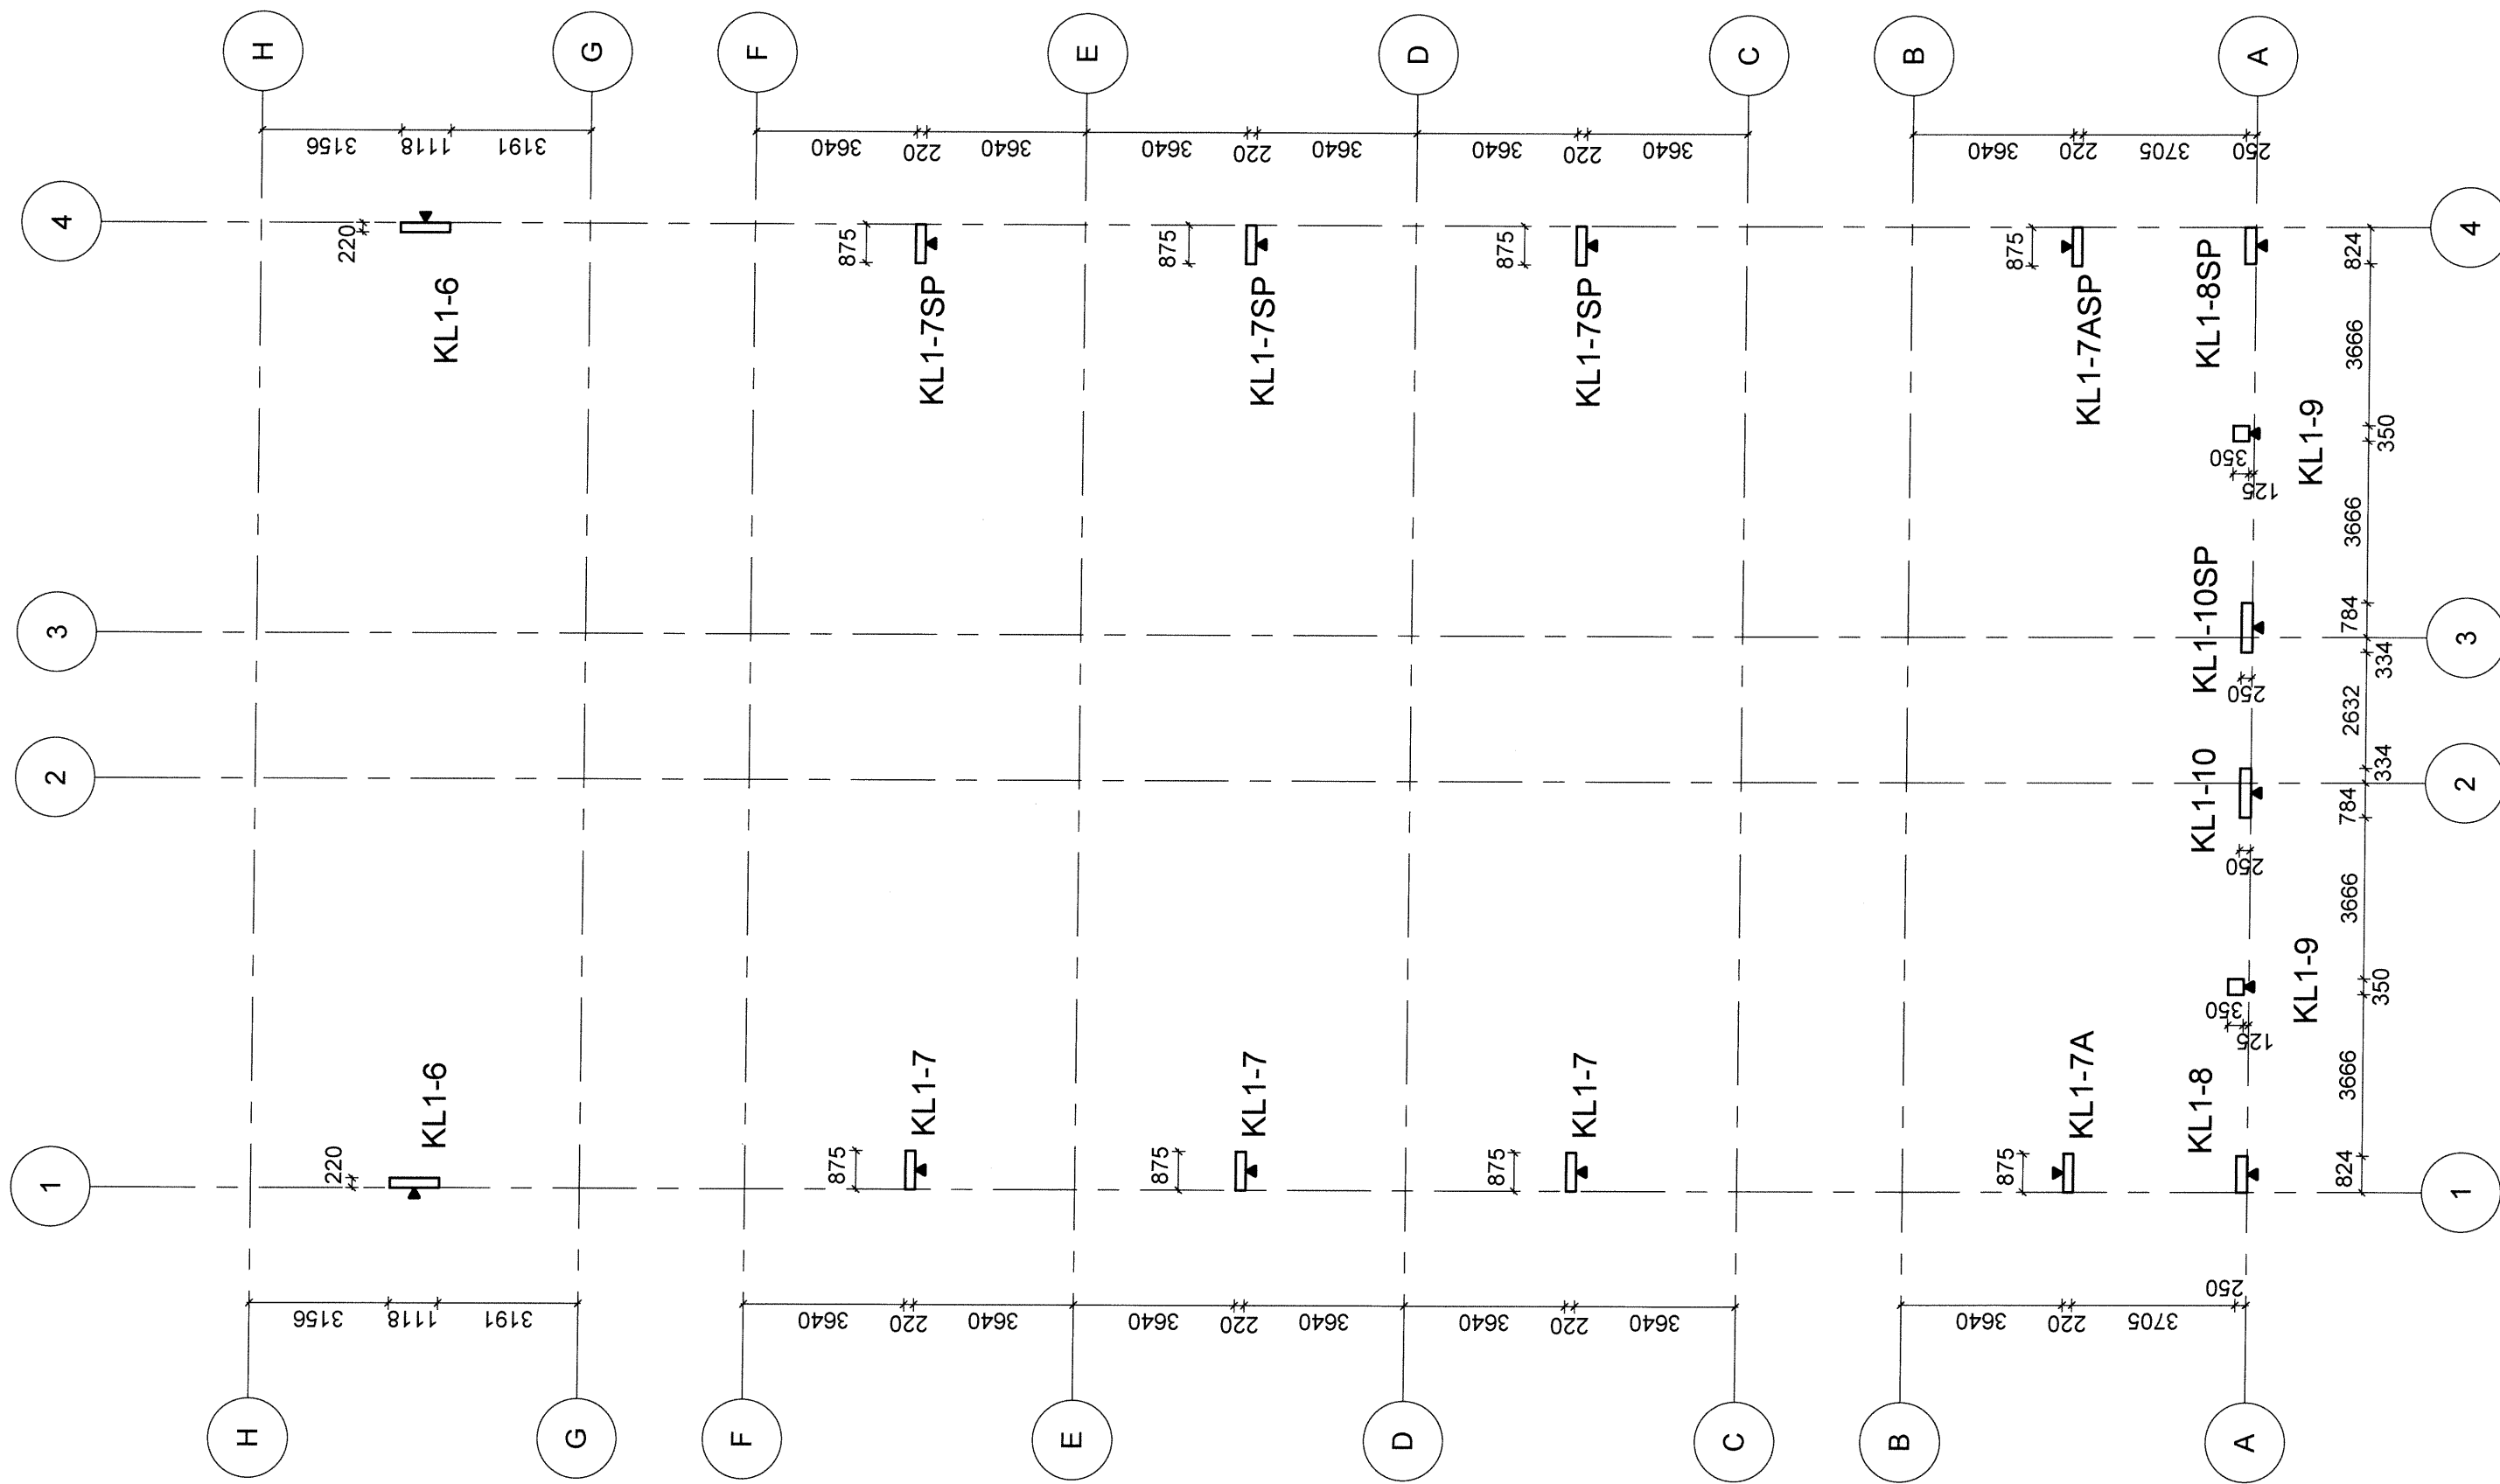 H
G
F
E
D
C
B
A
3156
1118
3191
3640
220
3640
3640
220
3640
3640
220
3640
3640
220
3705
250
4
220
KL1-6
875
KL1-7SP
875
KL1-7SP
875
KL1-7SP
875
KL1-7ASP
KL1-8SP
824
3666
4
350
125
KL1-9
350
3666
3
KL1-10SP
784
334
250
3
2632
2
KL1-10
334
784
250
2
3666
350
125
KL1-9
350
3666
1
220
KL1-6
875
KL1-7
875
KL1-7
875
KL1-7
875
KL1-7A
KL1-8
824
1
3156
1118
3191
3640
220
3640
3640
220
3640
3640
220
3640
3640
220
3705
250
H
G
F
E
D
C
B
A